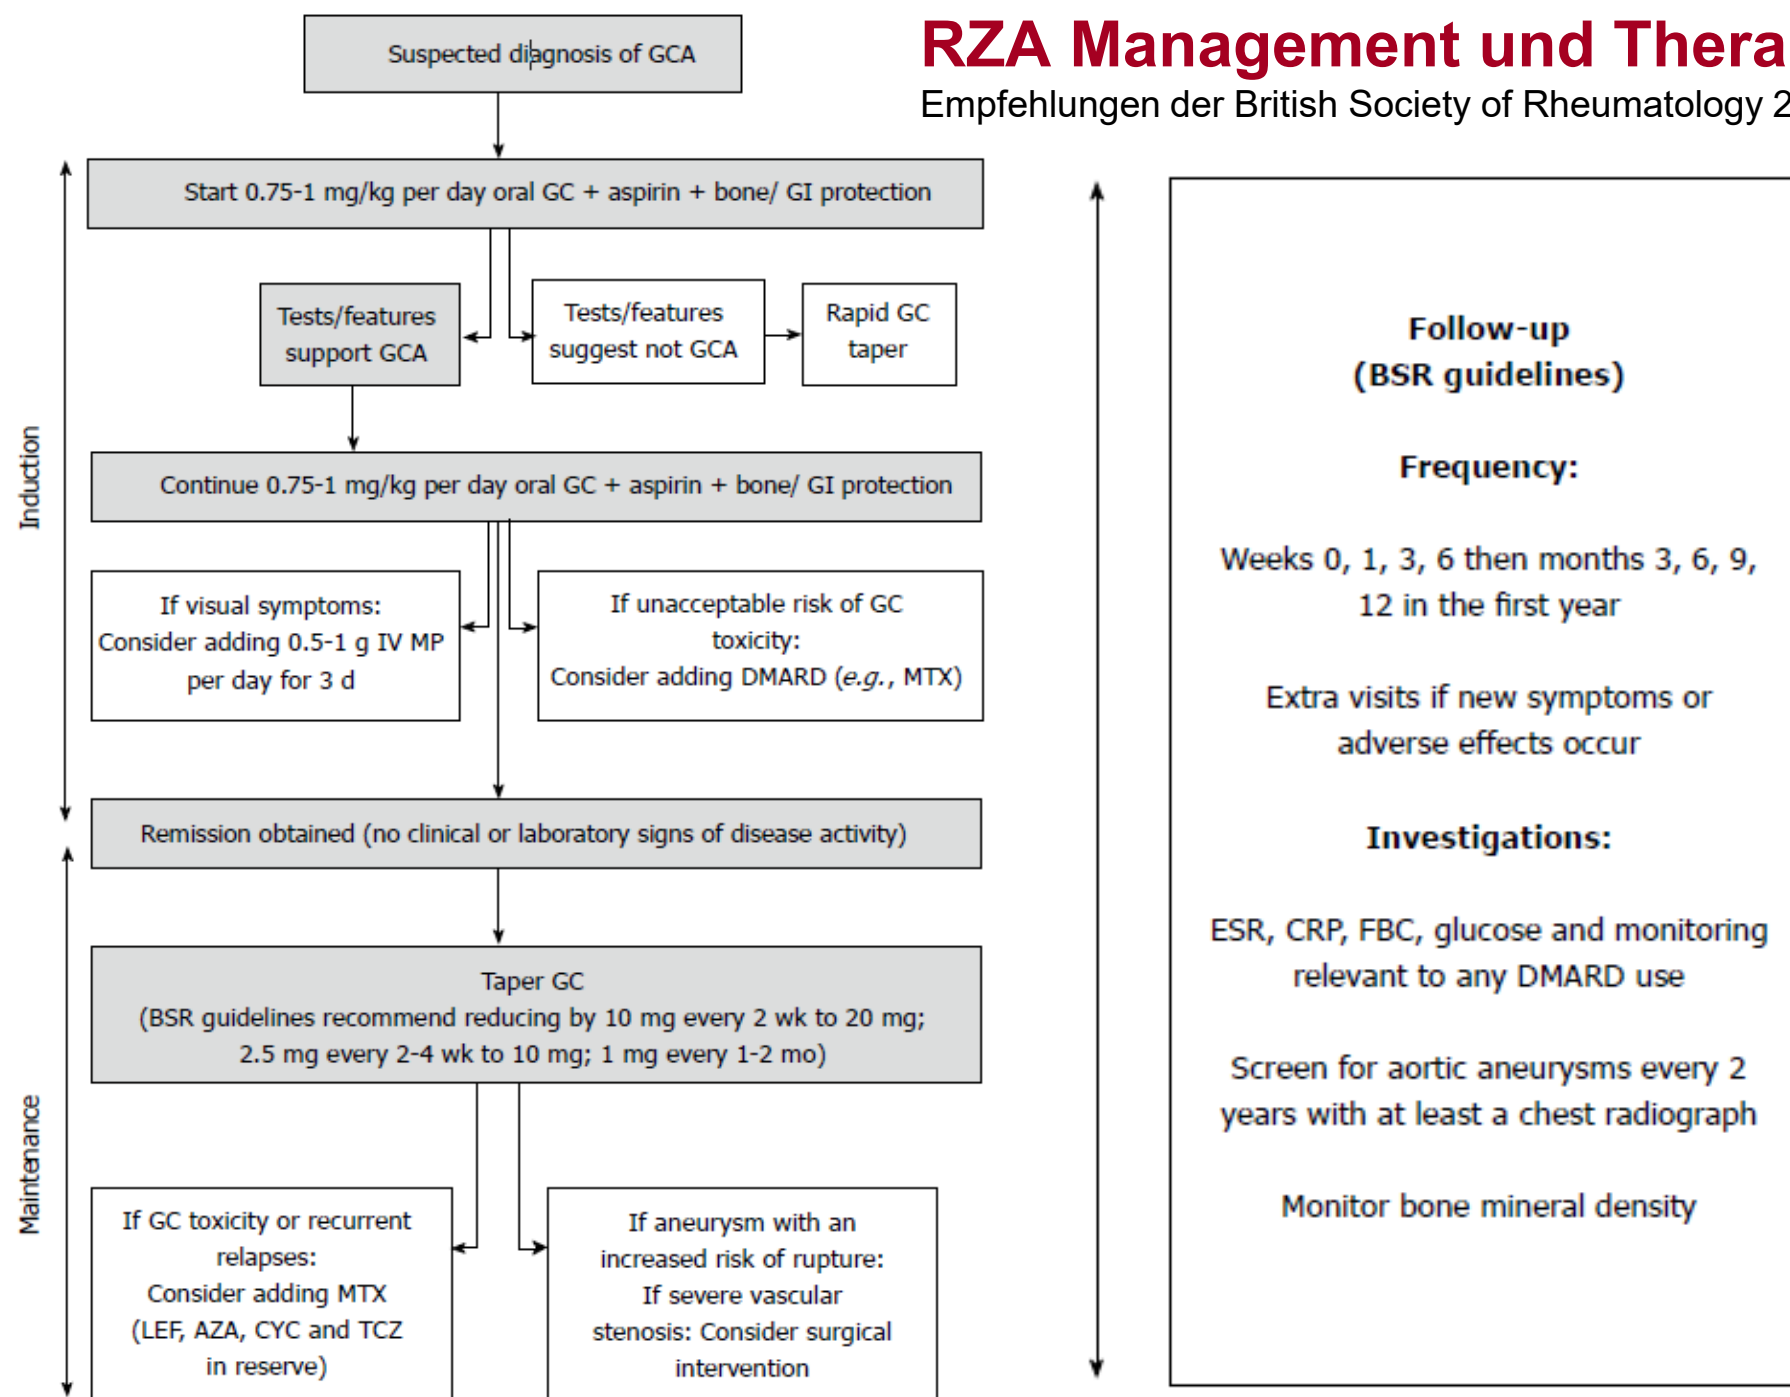 RZA Management und Thera
Empfehlungen der British Society of Rheumatology 2
Suspected diagnosis of GCA
Start 0.75-1 mg/kg per day oral GC + aspirin + bone/ GI protection
Tests/features
support GCA
Tests/features
suggest not GCA
Rapid GC
taper
Induction
Continue 0.75-1 mg/kg per day oral GC + aspirin + bone/ GI protection
If visual symptoms:
Consider adding 0.5-1 g IV MP
per day for 3 d
If unacceptable risk of GC
toxicity:
Consider adding DMARD (e.g., MTX)
Remission obtained (no clinical or laboratory signs of disease activity)
Taper GC
(BSR guidelines recommend reducing by 10 mg every 2 wk to 20 mg;
2.5 mg every 2-4 wk to 10 mg; 1 mg every 1-2 mo)
Maintenance
If GC toxicity or recurrent
relapses:
Consider adding MTX
(LEF, AZA, CYC and TCZ
in reserve)
If aneurysm with an
increased risk of rupture:
If severe vascular
stenosis: Consider surgical
intervention
Follow-up
(BSR guidelines)
Frequency:
Weeks 0, 1, 3, 6 then months 3, 6, 9,
12 in the first year
Extra visits if new symptoms or
adverse effects occur
Investigations:
ESR, CRP, FBC, glucose and monitoring
relevant to any DMARD use
Screen for aortic aneurysms every 2
years with at least a chest radiograph
Monitor bone mineral density